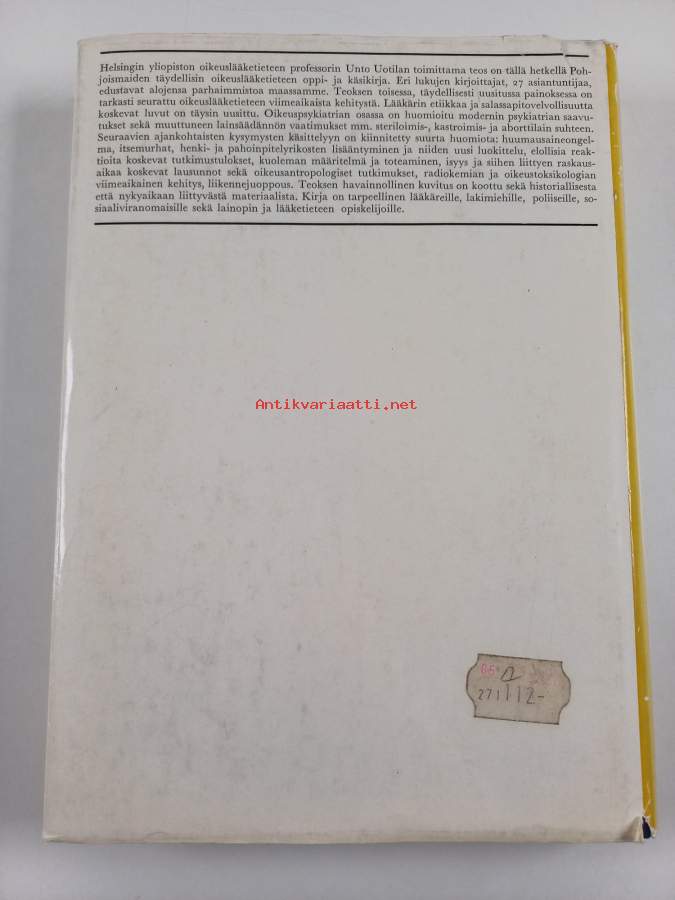 Helsingin yliopiston oikeuslääketieteen professorin Unto Uotilan toimittama teos on tällä hetkellä Poh-
joismaiden täydellisin oikeuslääketieteen oppi- ja käsikirja. Eri lukujen kirjoittajat, 27 asiantuntijaa,
edustavat alojensa parhaimmistoa maassamme. Teoksen toisessa, täydellisesti uusitussa painoksessa on
tarkasti seurattu oikeuslääketieteen viimeaikaista kehitystä. Lääkärin etiikkaa ja salassapitovelvollisuutta
koskevat luvut on täysin uusittu. Oikeuspsykiatrian osassa on huomioitu modernin psykiatrian saavu-
tukset sekä muuttuneen lainsäädännön vaatimukset mm. steriloimis-, kastroimis- ja aborttilain suhteen.
Seuraavien ajankohtaisten kysymysten käsittelyyn on kiinnitetty suurta huomiota: huumausaineongel-
ma, itsemurhat, henki- ja pahoinpitelyrikosten lisääntyminen ja niiden uusi luokittelu, elollisia reak-
tioita koskevat tutkimustulokset, kuoleman määritelmä ja toteaminen, isyys ja siihen liittyen raskaus-
aikaa koskevat lausunnot sekä oikeusantropologiset tutkimukset, radiokemian ja oikeustoksikologian
viimeaikainen kehitys, liikennejuoppous. Teoksen havainnollinen kuvitus on koottu sekä historiallisesta
että nykyaikaan liittyvästä materiaalista. Kirja on tarpeellinen lääkäreille, lakimiehille, poliiseille, so-
siaaliviranomaisille sekä lainopin ja lääketieteen opiskelijoille.
Antikvariaatti.net
271 112-